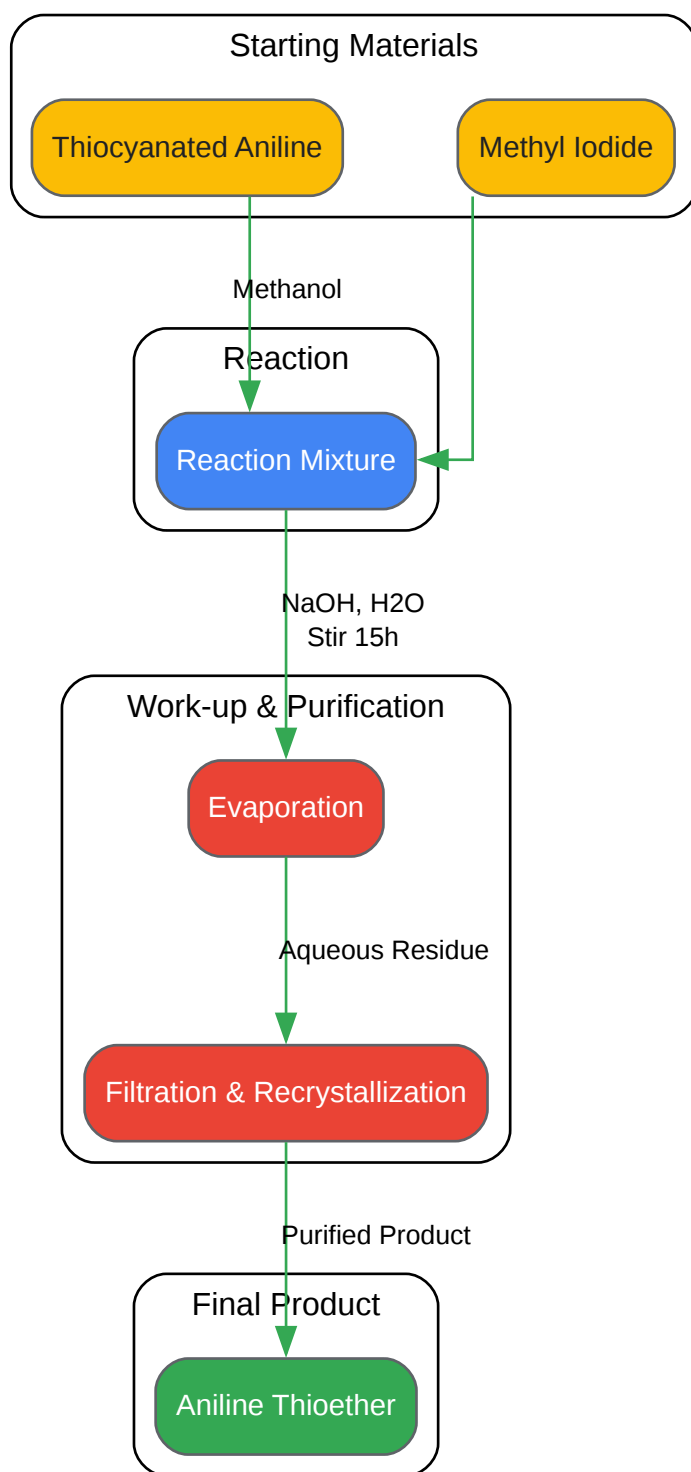 Starting Materials
Thiocyanated Aniline
Methyl Iodide
Methanol
Reaction
Reaction Mixture
NaOH, H2O
Stir 15h
Work-up & Purification
Evaporation
Aqueous Residue
Filtration & Recrystallization
Purified Product
Final Product
Aniline Thioether